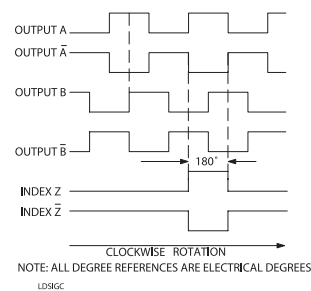 OUTPUT A
OUTPUT A̅
OUTPUT B
OUTPUT B̅
180°
INDEX Z
INDEX Z̅
CLOCKWISE ROTATION
NOTE: ALL DEGREE REFERENCES ARE ELECTRICAL DEGREES
LDSIGC